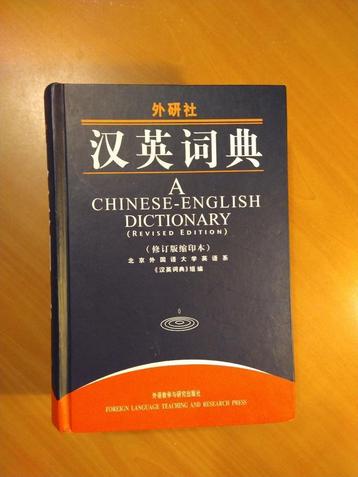 外研社
汉英词典
A
CHINESE-ENGLISH
DICTIONARY
(REVISED EDITION)
(修订版缩印本)
北京外国语大学英语系
《汉英词典》组编
外语教学与研究出版社
FOREIGN LANGUAGE TEACHING AND RESEARCH PRESS